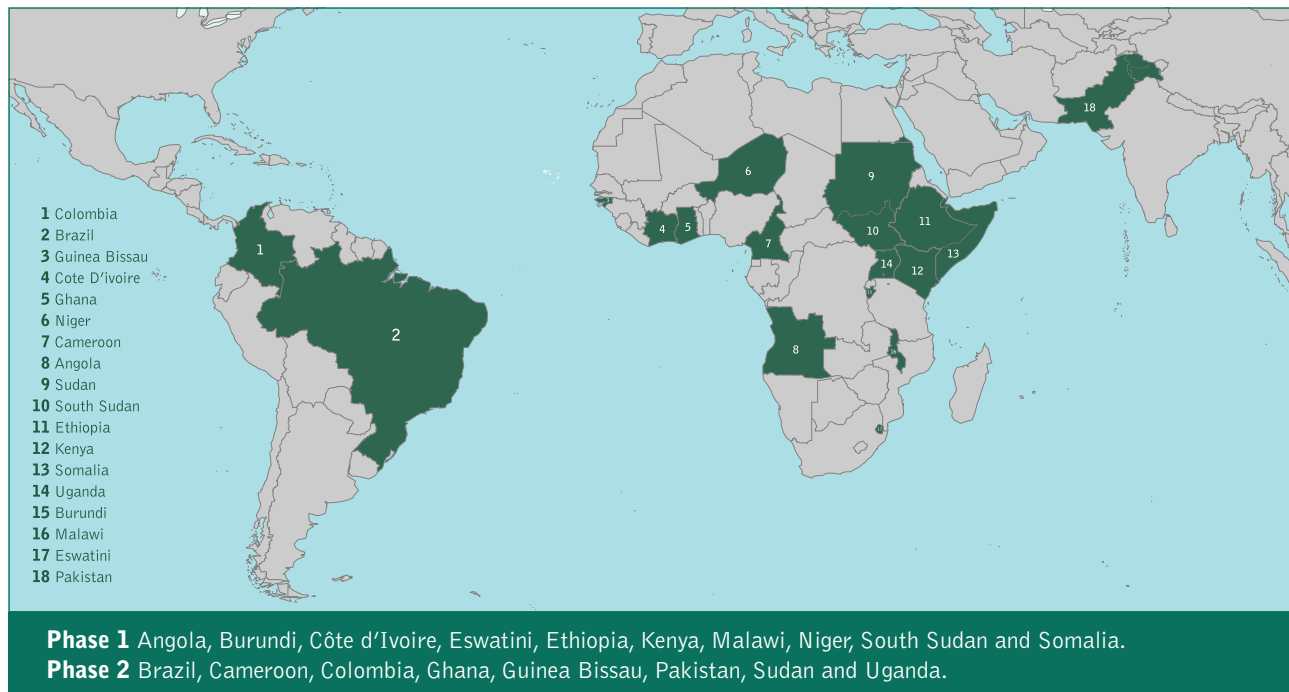 1 Colombia
2 Brazil
3 Guinea Bissau
4 Cote D’ivoire
5 Ghana
6 Niger
7 Cameroon
8 Angola
9 Sudan
10 South Sudan
11 Ethiopia
12 Kenya
13 Somalia
14 Uganda
15 Burundi
16 Malawi
17 Eswatini
18 Pakistan
1
2
4
5
6
7
8
9
10
11
12
13
14
16
18
Phase 1 Angola, Burundi, Côte d’Ivoire, Eswatini, Ethiopia, Kenya, Malawi, Niger, South Sudan and Somalia.
Phase 2 Brazil, Cameroon, Colombia, Ghana, Guinea Bissau, Pakistan, Sudan and Uganda.